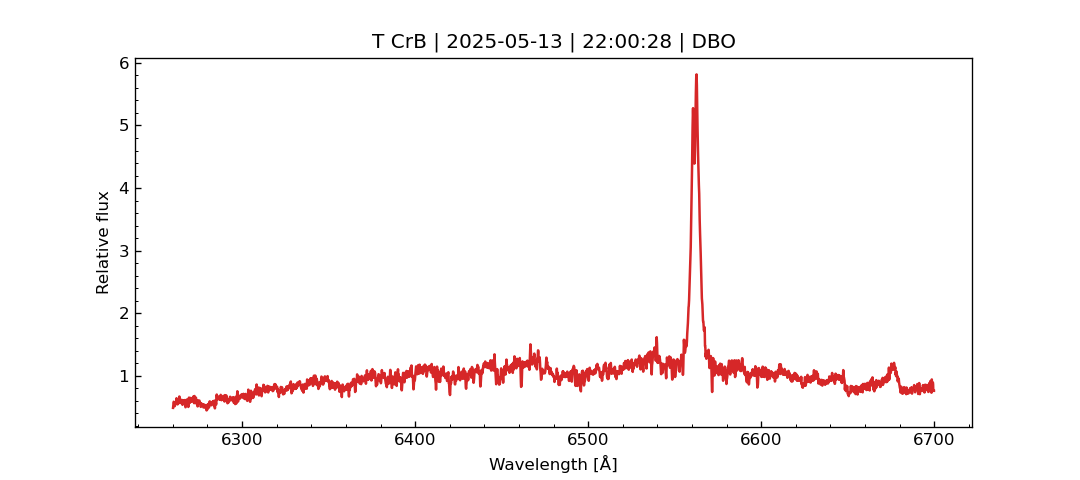 T CrB | 2025-05-13 | 22:00:28 | DBO
6
5
4
3
2
1
Relative flux
6300 6400 6500 6600 6700
Wavelength [Å]